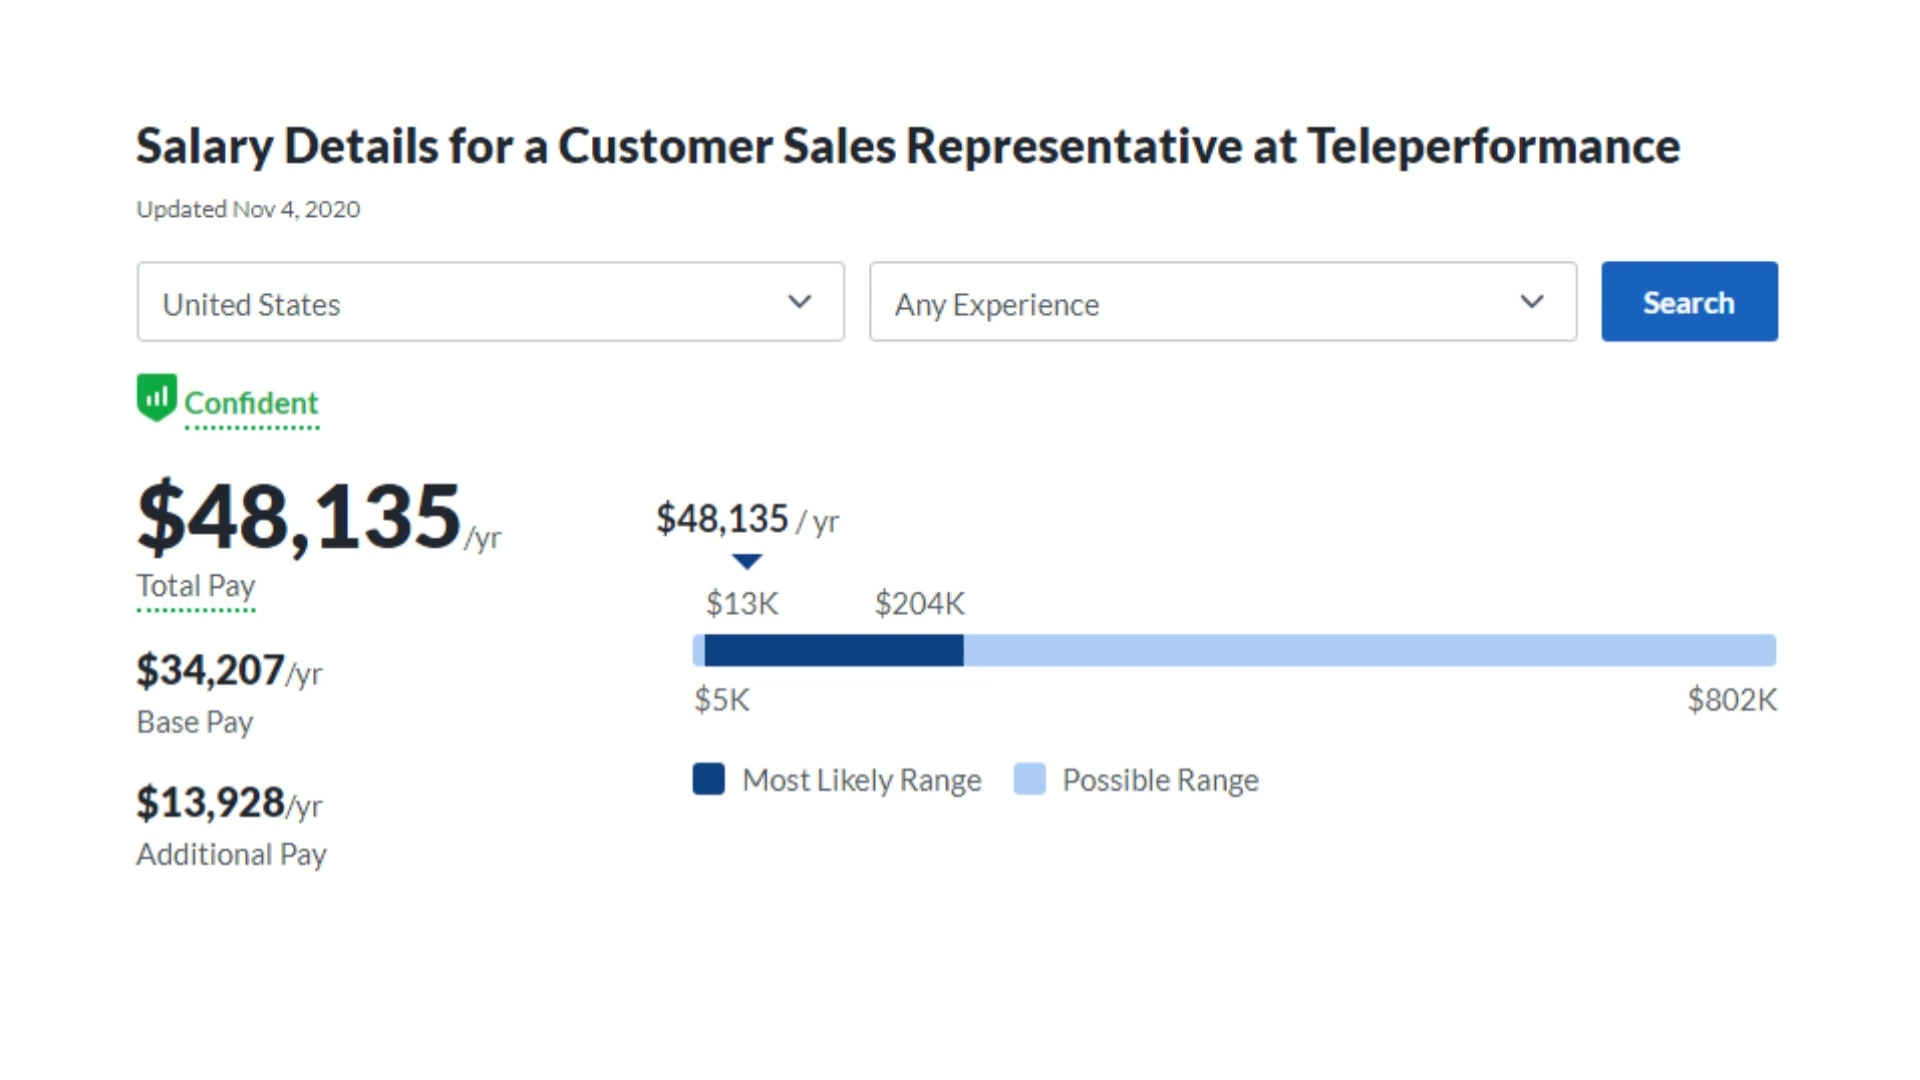 Salary Details for a Customer Sales Representative at Teleperformance
Updated Nov 4, 2020
United States
Any Experience
Search
Confident
$48,135/yr
Total Pay
$34,207/yr
Base Pay
$13,928/yr
Additional Pay
$48,135 / yr
$13K $204K
$5K $802K
Most Likely Range Possible Range